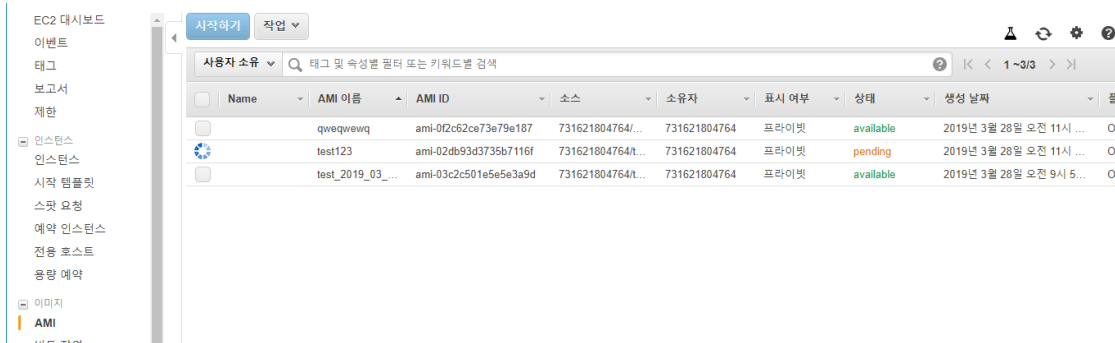 EC2 대시보드
이벤트
태그
보고서
제한
인스턴스
인스턴스
시작 템플릿
스팟 요청
예약 인스턴스
전용 호스트
용량 예약
이미지
AMI
시작하기 작업
사용자 소유 태그 및 속성별 필터 또는 키워드별 검색 1 ~3/3
Name AMI 이름 AMI ID 소스 소유자 표시 여부 상태 생성 날짜
qweqwewq ami-0f2c62ce73e79e187 731621804764/... 731621804764 프라이빗 available 2019년 3월 28일 오전 11시 ...
test123 ami-02db93d3735b7116f 731621804764/t... 731621804764 프라이빗 pending 2019년 3월 28일 오전 11시 ...
test_2019_03_... ami-03c2c501e5e5e3a9d 731621804764/t... 731621804764 프라이빗 available 2019년 3월 28일 오전 9시 5...